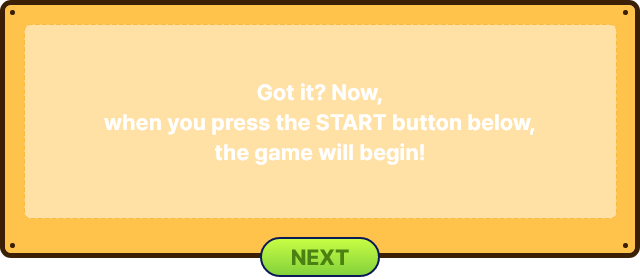 Got it? Now,
when you press the START button below,
the game will begin!
NEXT